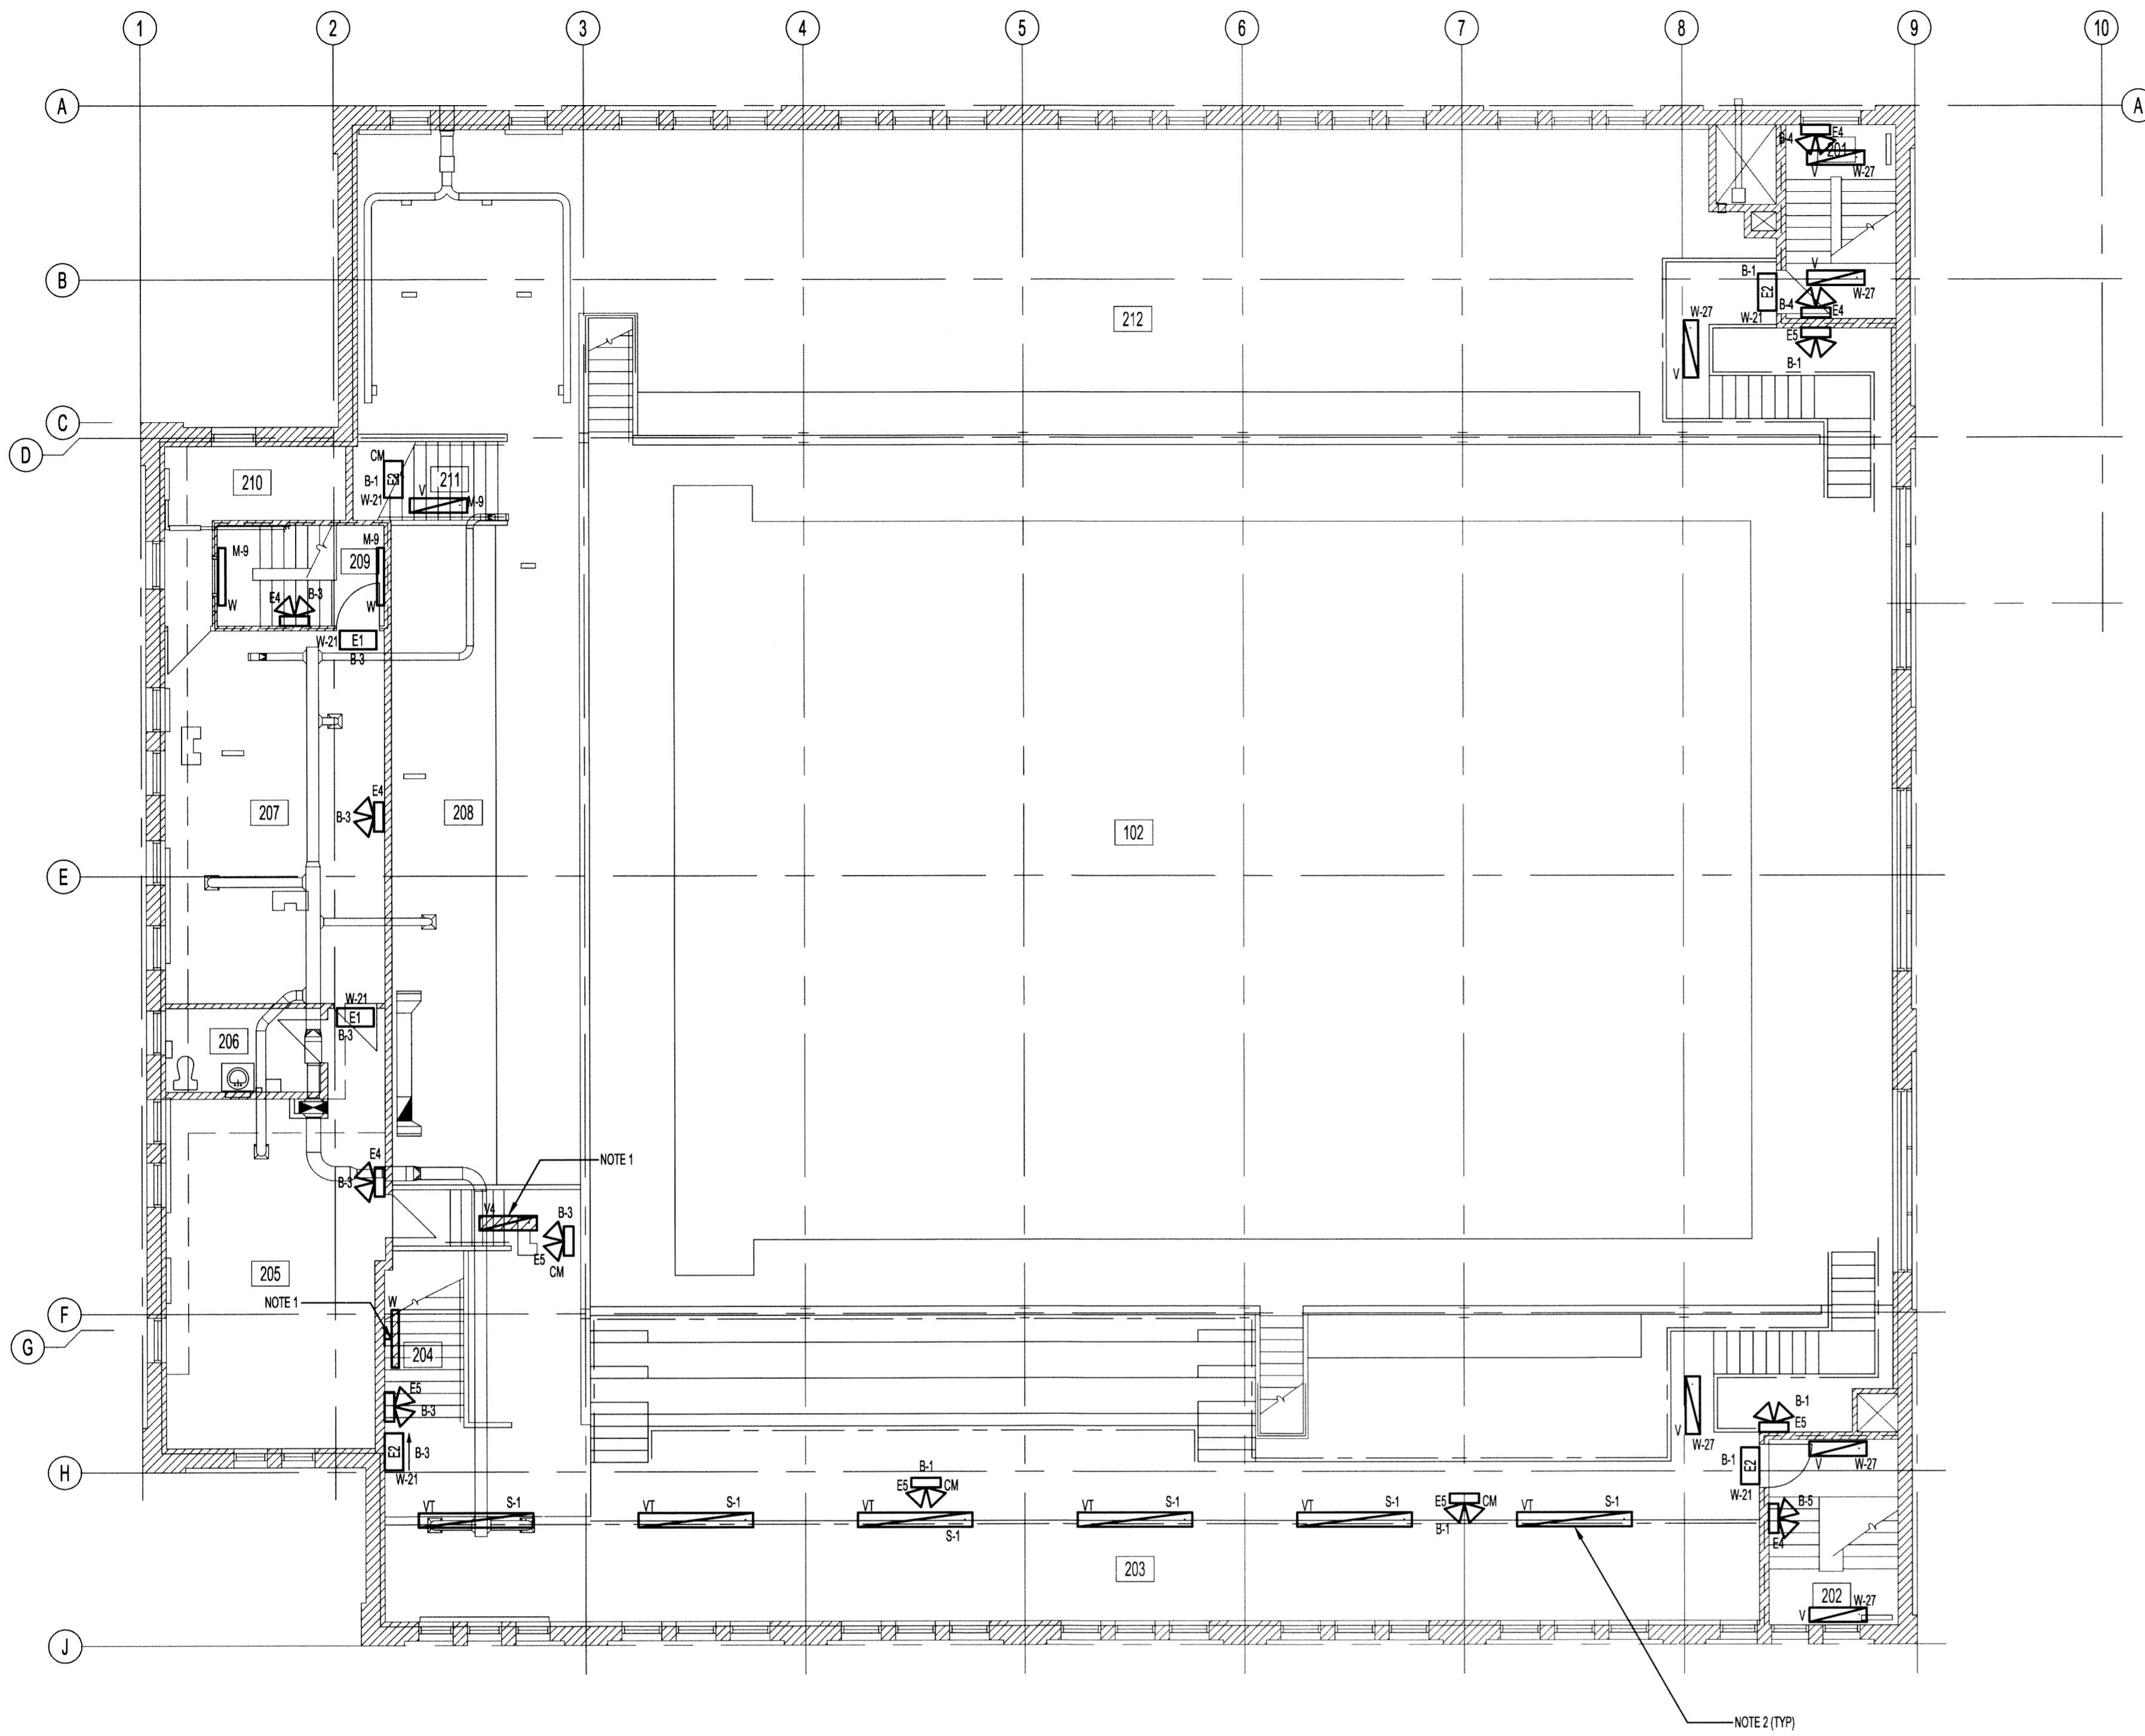 1 2 3 4 5 6 7 8 9 10
A A
E4
B-4 201
V W-27
B
V
B-1 E2 W-27
B-4 E4
W-21
212
W-27
E5
V B-1
C
D
CM
B-1 E2 211
210
V
W-21 M-9
M-9 M-9
209
E4 B-3
W W
W-21 E1
B-3
E4
207 B-3 208 102
E
W-21
E1
206 B-3
E4
B-3
NOTE 1
V4 B-3
E5
CM
205
NOTE 1 W
F
G
204
E5
B-3
B-1
E5
V
W-27
E2 B-3
W-21
H
B-1
E5 CM
E5 CM
B-1
B-1 E2
W-21
V W-27
VT S-1 VT S-1 VT S-1 VT S-1 VT S-1 VT S-1
B-5
E4
203
202 W-27
V
J
NOTE 2 (TYP)